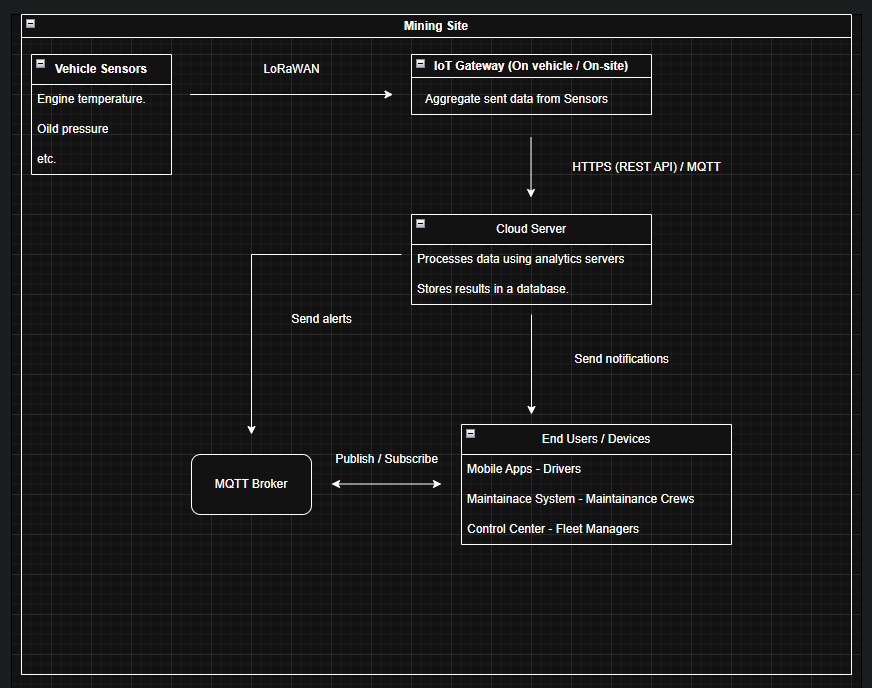 Mining Site
Vehicle Sensors
Engine temperature.
Oild pressure
etc.
LoRaWAN
IoT Gateway (On vehicle / On-site)
Aggregate sent data from Sensors
HTTPS (REST API) / MQTT
Cloud Server
Processes data using analytics servers
Stores results in a database.
Send alerts
Send notifications
MQTT Broker
Publish / Subscribe
End Users / Devices
Mobile Apps - Drivers
Maintainace System - Maintainance Crews
Control Center - Fleet Managers